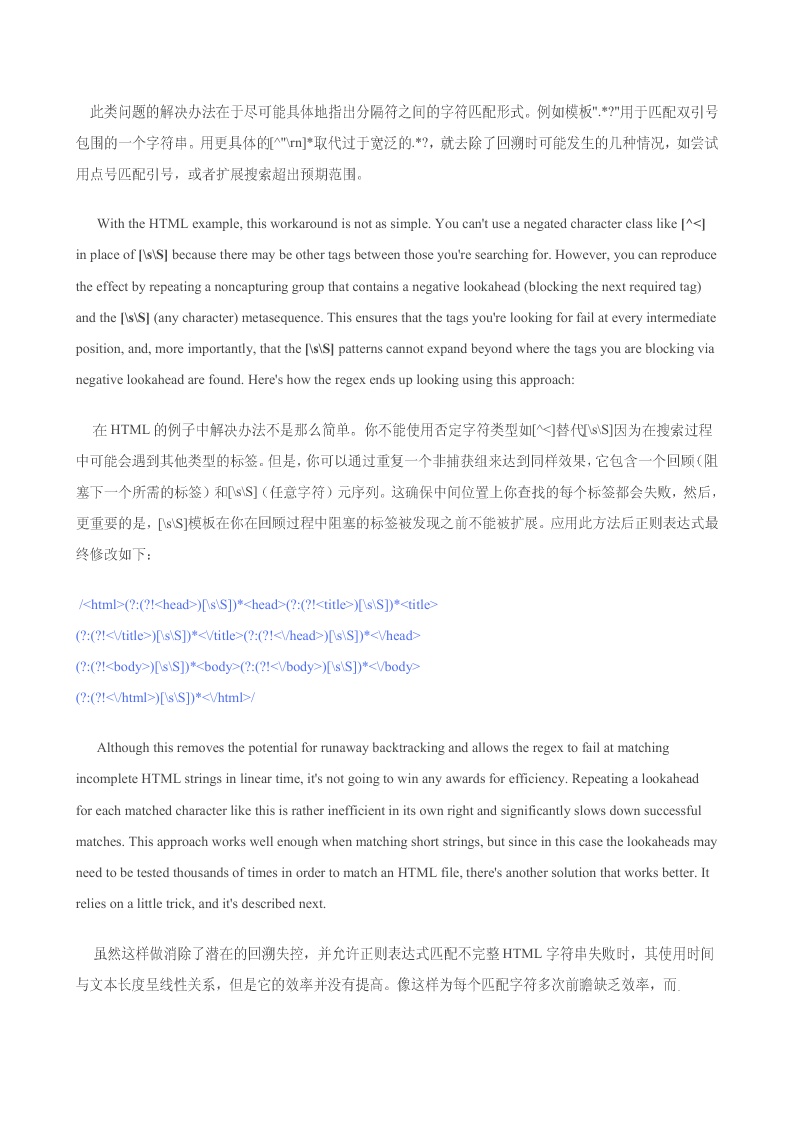 此类问题的解决办法在于尽可能具体地指出分隔符之间的字符匹配形式。例如模板".*?"用于匹配双引号
包围的一个字符串。用更具体的[^"\rn]*取代过于宽泛的.*?，就去除了回溯时可能发生的几种情况，如尝试
用点号匹配引号，或者扩展搜索超出预期范围。
With the HTML example, this workaround is not as simple. You can't use a negated character class like [^<]
in place of [\s\S] because there may be other tags between those you're searching for. However, you can reproduce
the effect by repeating a noncapturing group that contains a negative lookahead (blocking the next required tag)
and the [\s\S] (any character) metasequence. This ensures that the tags you're looking for fail at every intermediate
position, and, more importantly, that the [\s\S] patterns cannot expand beyond where the tags you are blocking via
negative lookahead are found. Here's how the regex ends up looking using this approach:
在 HTML 的例子中解决办法不是那么简单。你不能使用否定字符类型如[^<]替代[\s\S]因为在搜索过程
中可能会遇到其他类型的标签。但是，你可以通过重复一个非捕获组来达到同样效果，它包含一个回顾（阻
塞下一个所需的标签）和[\s\S]（任意字符）元序列。这确保中间位置上你查找的每个标签都会失败，然后，
更重要的是，[\s\S]模板在你在回顾过程中阻塞的标签被发现之前不能被扩展。应用此方法后正则表达式最
终修改如下：
/<html>(?:(?!<head>)[\s\S])*<head>(?:(?!<title>)[\s\S])*<title>
(?:(?!<\/title>)[\s\S])*<\/title>(?:(?!<\/head>)[\s\S])*<\/head>
(?:(?!<body>)[\s\S])*<body>(?:(?!<\/body>)[\s\S])*<\/body>
(?:(?!<\/html>)[\s\S])*<\/html>/
Although this removes the potential for runaway backtracking and allows the regex to fail at matching
incomplete HTML strings in linear time, it's not going to win any awards for efficiency. Repeating a lookahead
for each matched character like this is rather inefficient in its own right and significantly slows down successful
matches. This approach works well enough when matching short strings, but since in this case the lookaheads may
need to be tested thousands of times in order to match an HTML file, there's another solution that works better. It
relies on a little trick, and it's described next.
虽然这样做消除了潜在的回溯失控，并允许正则表达式匹配不完整 HTML 字符串失败时，其使用时间
与文本长度呈线性关系，但是它的效率并没有提高。像这样为每个匹配字符多次前瞻缺乏效率，而